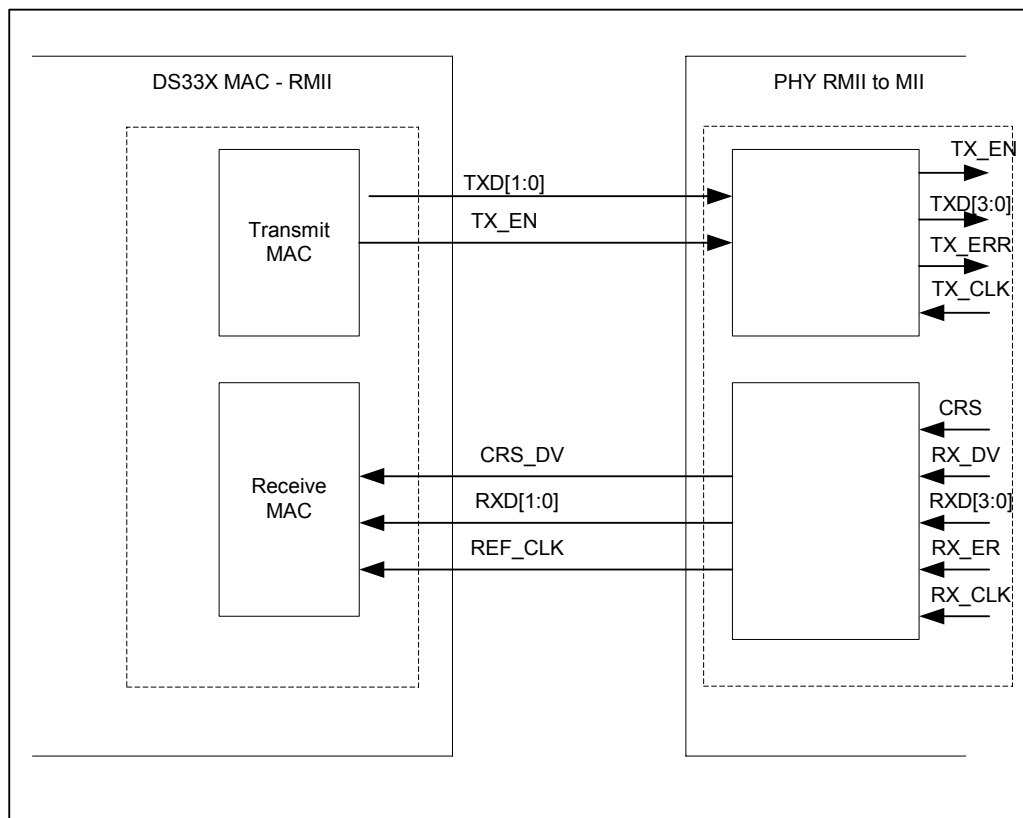 DS33X MAC - RMII
PHY RMII to MII
Transmit
MAC
TXD[1:0]
TX_EN
TX_EN
TXD[3:0]
TX_ERR
TX_CLK
Receive
MAC
CRS_DV
RXD[1:0]
REF_CLK
CRS
RX_DV
RXD[3:0]
RX_ER
RX_CLK